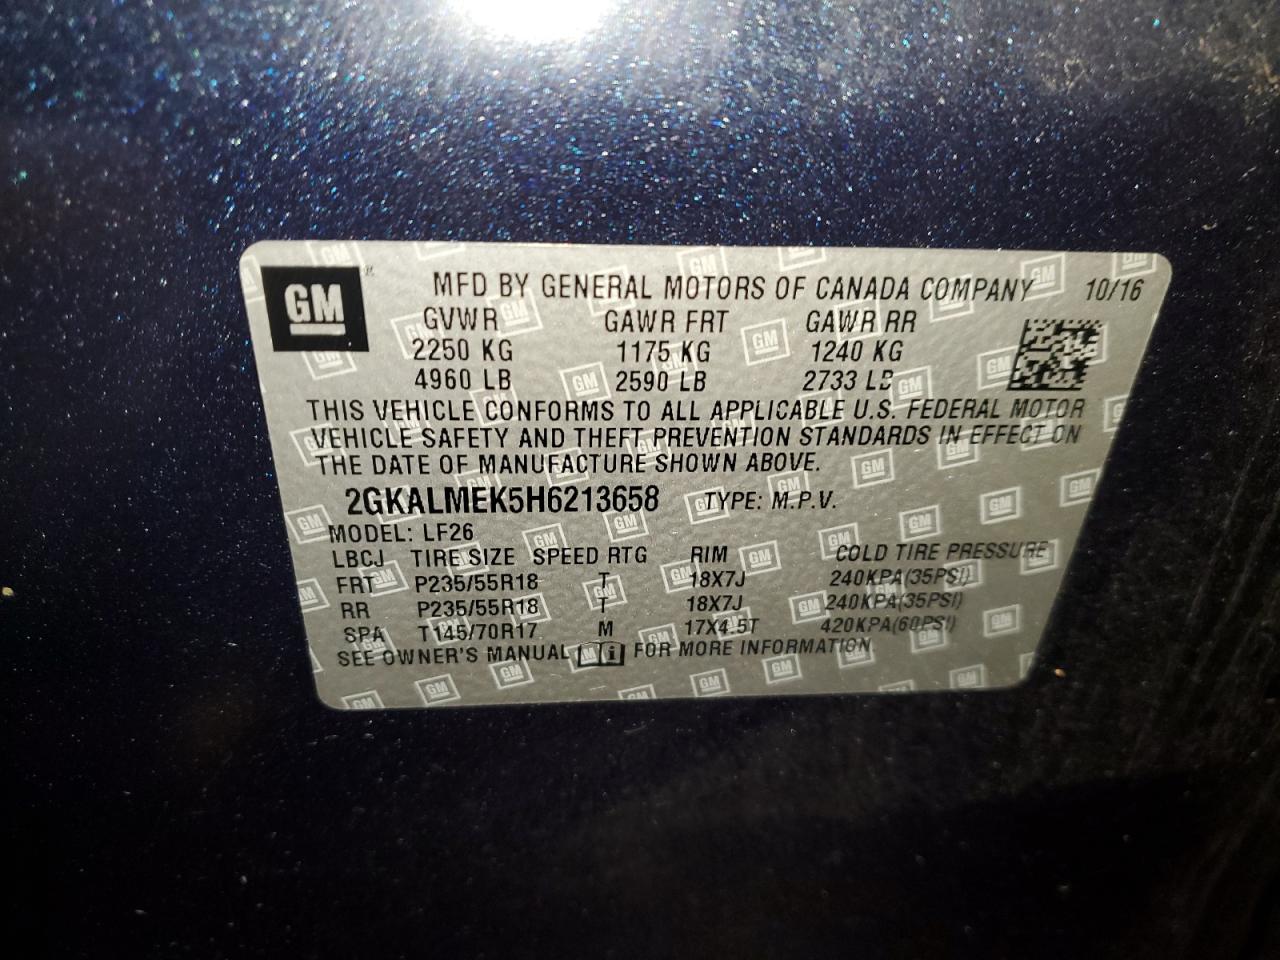 GM ® MFD BY GENERAL MOTORS OF CANADA COMPANY 10/16
GVWR GAWR FRT GAWR RR
2250 KG 1175 KG 1240 KG
4960 LB 2590 LB 2733 LB
THIS VEHICLE CONFORMS TO ALL APPLICABLE U.S. FEDERAL MOTOR
VEHICLE SAFETY AND THEFT PREVENTION STANDARDS IN EFFECT ON
THE DATE OF MANUFACTURE SHOWN ABOVE.
2GKALMEK5H6213658 TYPE: M.P.V.
MODEL: LF26
LBCJ TIRE SIZE SPEED RTG RIM COLD TIRE PRESSURE
FRT P235/55R18 T 18X7J 240KPA(35PSI)
RR P235/55R18 T 18X7J 240KPA(35PSI)
SPA T145/70R17 M 17X4.5T 420KPA(60PSI)
SEE OWNER'S MANUAL i FOR MORE INFORMATION